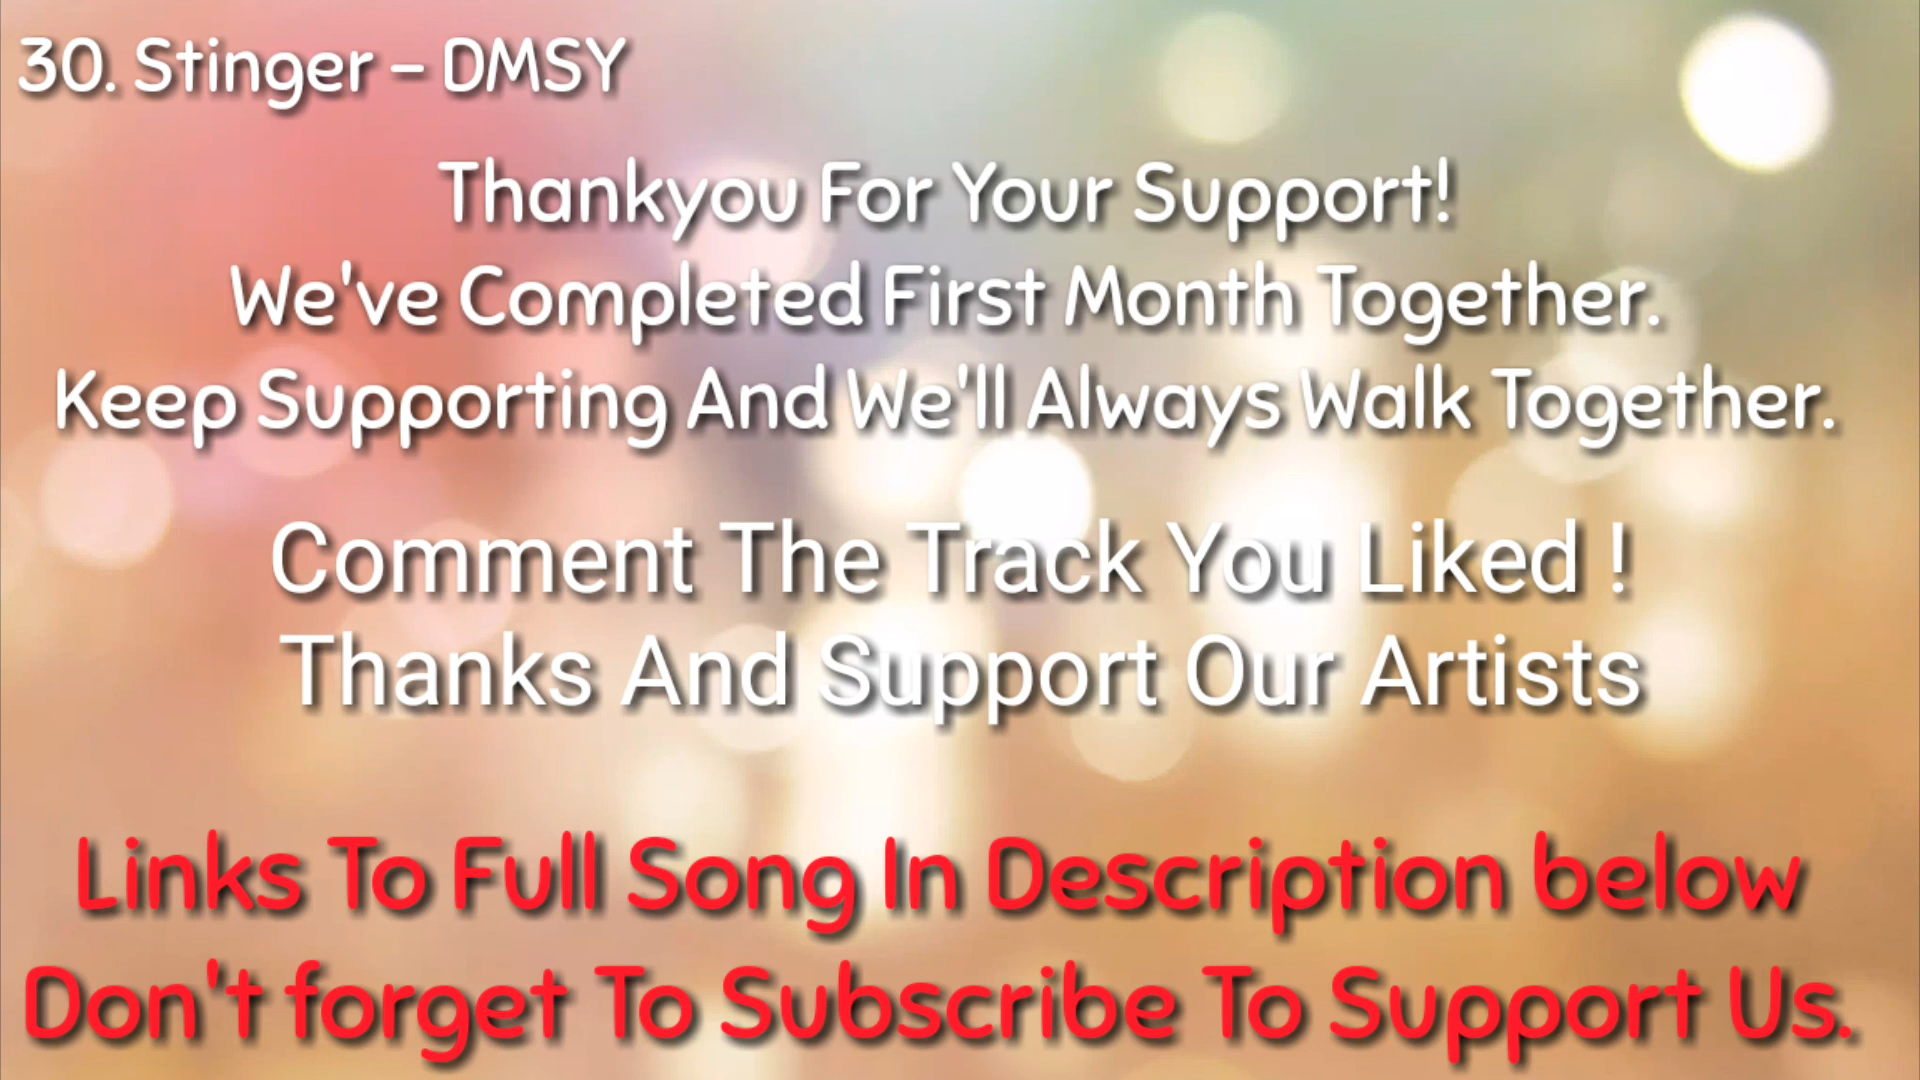 30. Stinger - DMSY
Thankyou For Your Support!
We've Completed First Month Together.
Keep Supporting And We'll Always Walk Together.
Comment The Track You Liked !
Thanks And Support Our Artists
Links To Full Song In Description below
Don't forget To Subscribe To Support Us.